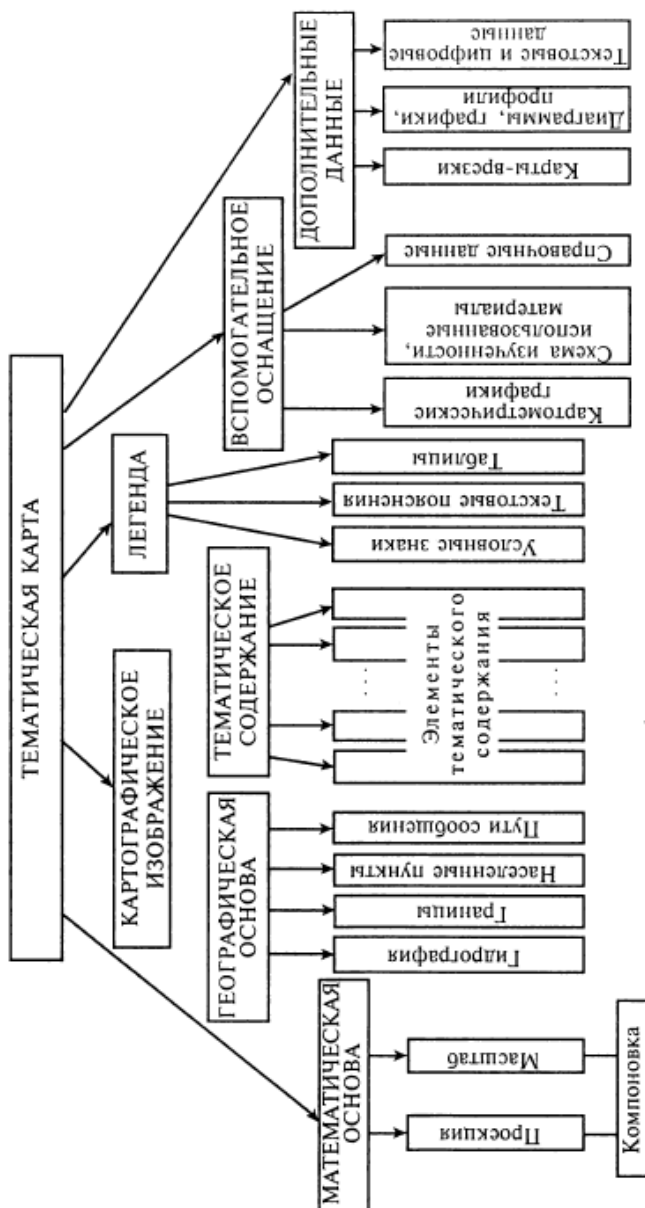 ТЕМАТИЧЕСКАЯ КАРТА
МАТЕМАТИЧЕСКАЯ
ОСНОВА
Проекция
Масштаб
Компоновка
КАРТОГРАФИЧЕСКОЕ
ИЗОБРАЖЕНИЕ
ГЕОГРАФИЧЕСКАЯ
ОСНОВА
Гидрография
Границы
Населенные пункты
Пути сообщения
ТЕМАТИЧЕСКОЕ
СОДЕРЖАНИЕ
Элементы
тематического
содержания
ЛЕГЕНДА
Условные знаки
Текстовые пояснения
Таблицы
ВСПОМОГАТЕЛЬНОЕ
ОСНАЩЕНИЕ
Картометрические
графики
Схема изученности,
использованные
материалы
Справочные данные
ДОПОЛНИТЕЛЬНЫЕ
ДАННЫЕ
Карты-врезки
Диаграммы, графики,
профили
Текстовые и цифровые
данные